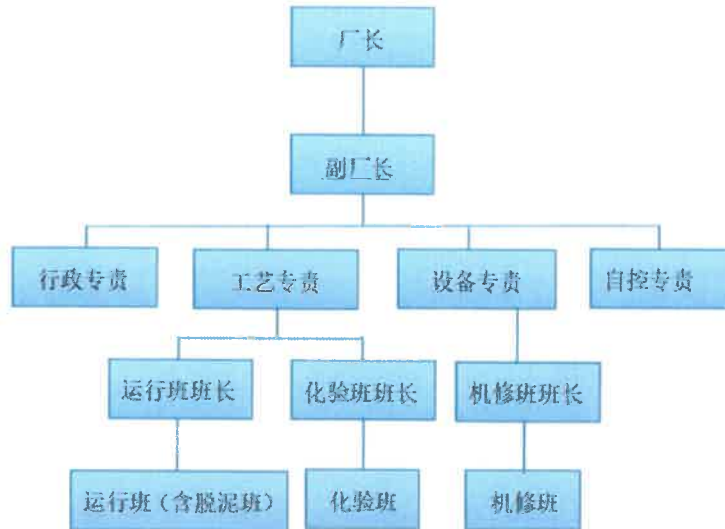 厂长
副厂长
行政专责
工艺专责
设备专责
自控专责
运行班班长
化验班班长
机修班班长
运行班（含脱泥班）
化验班
机修班